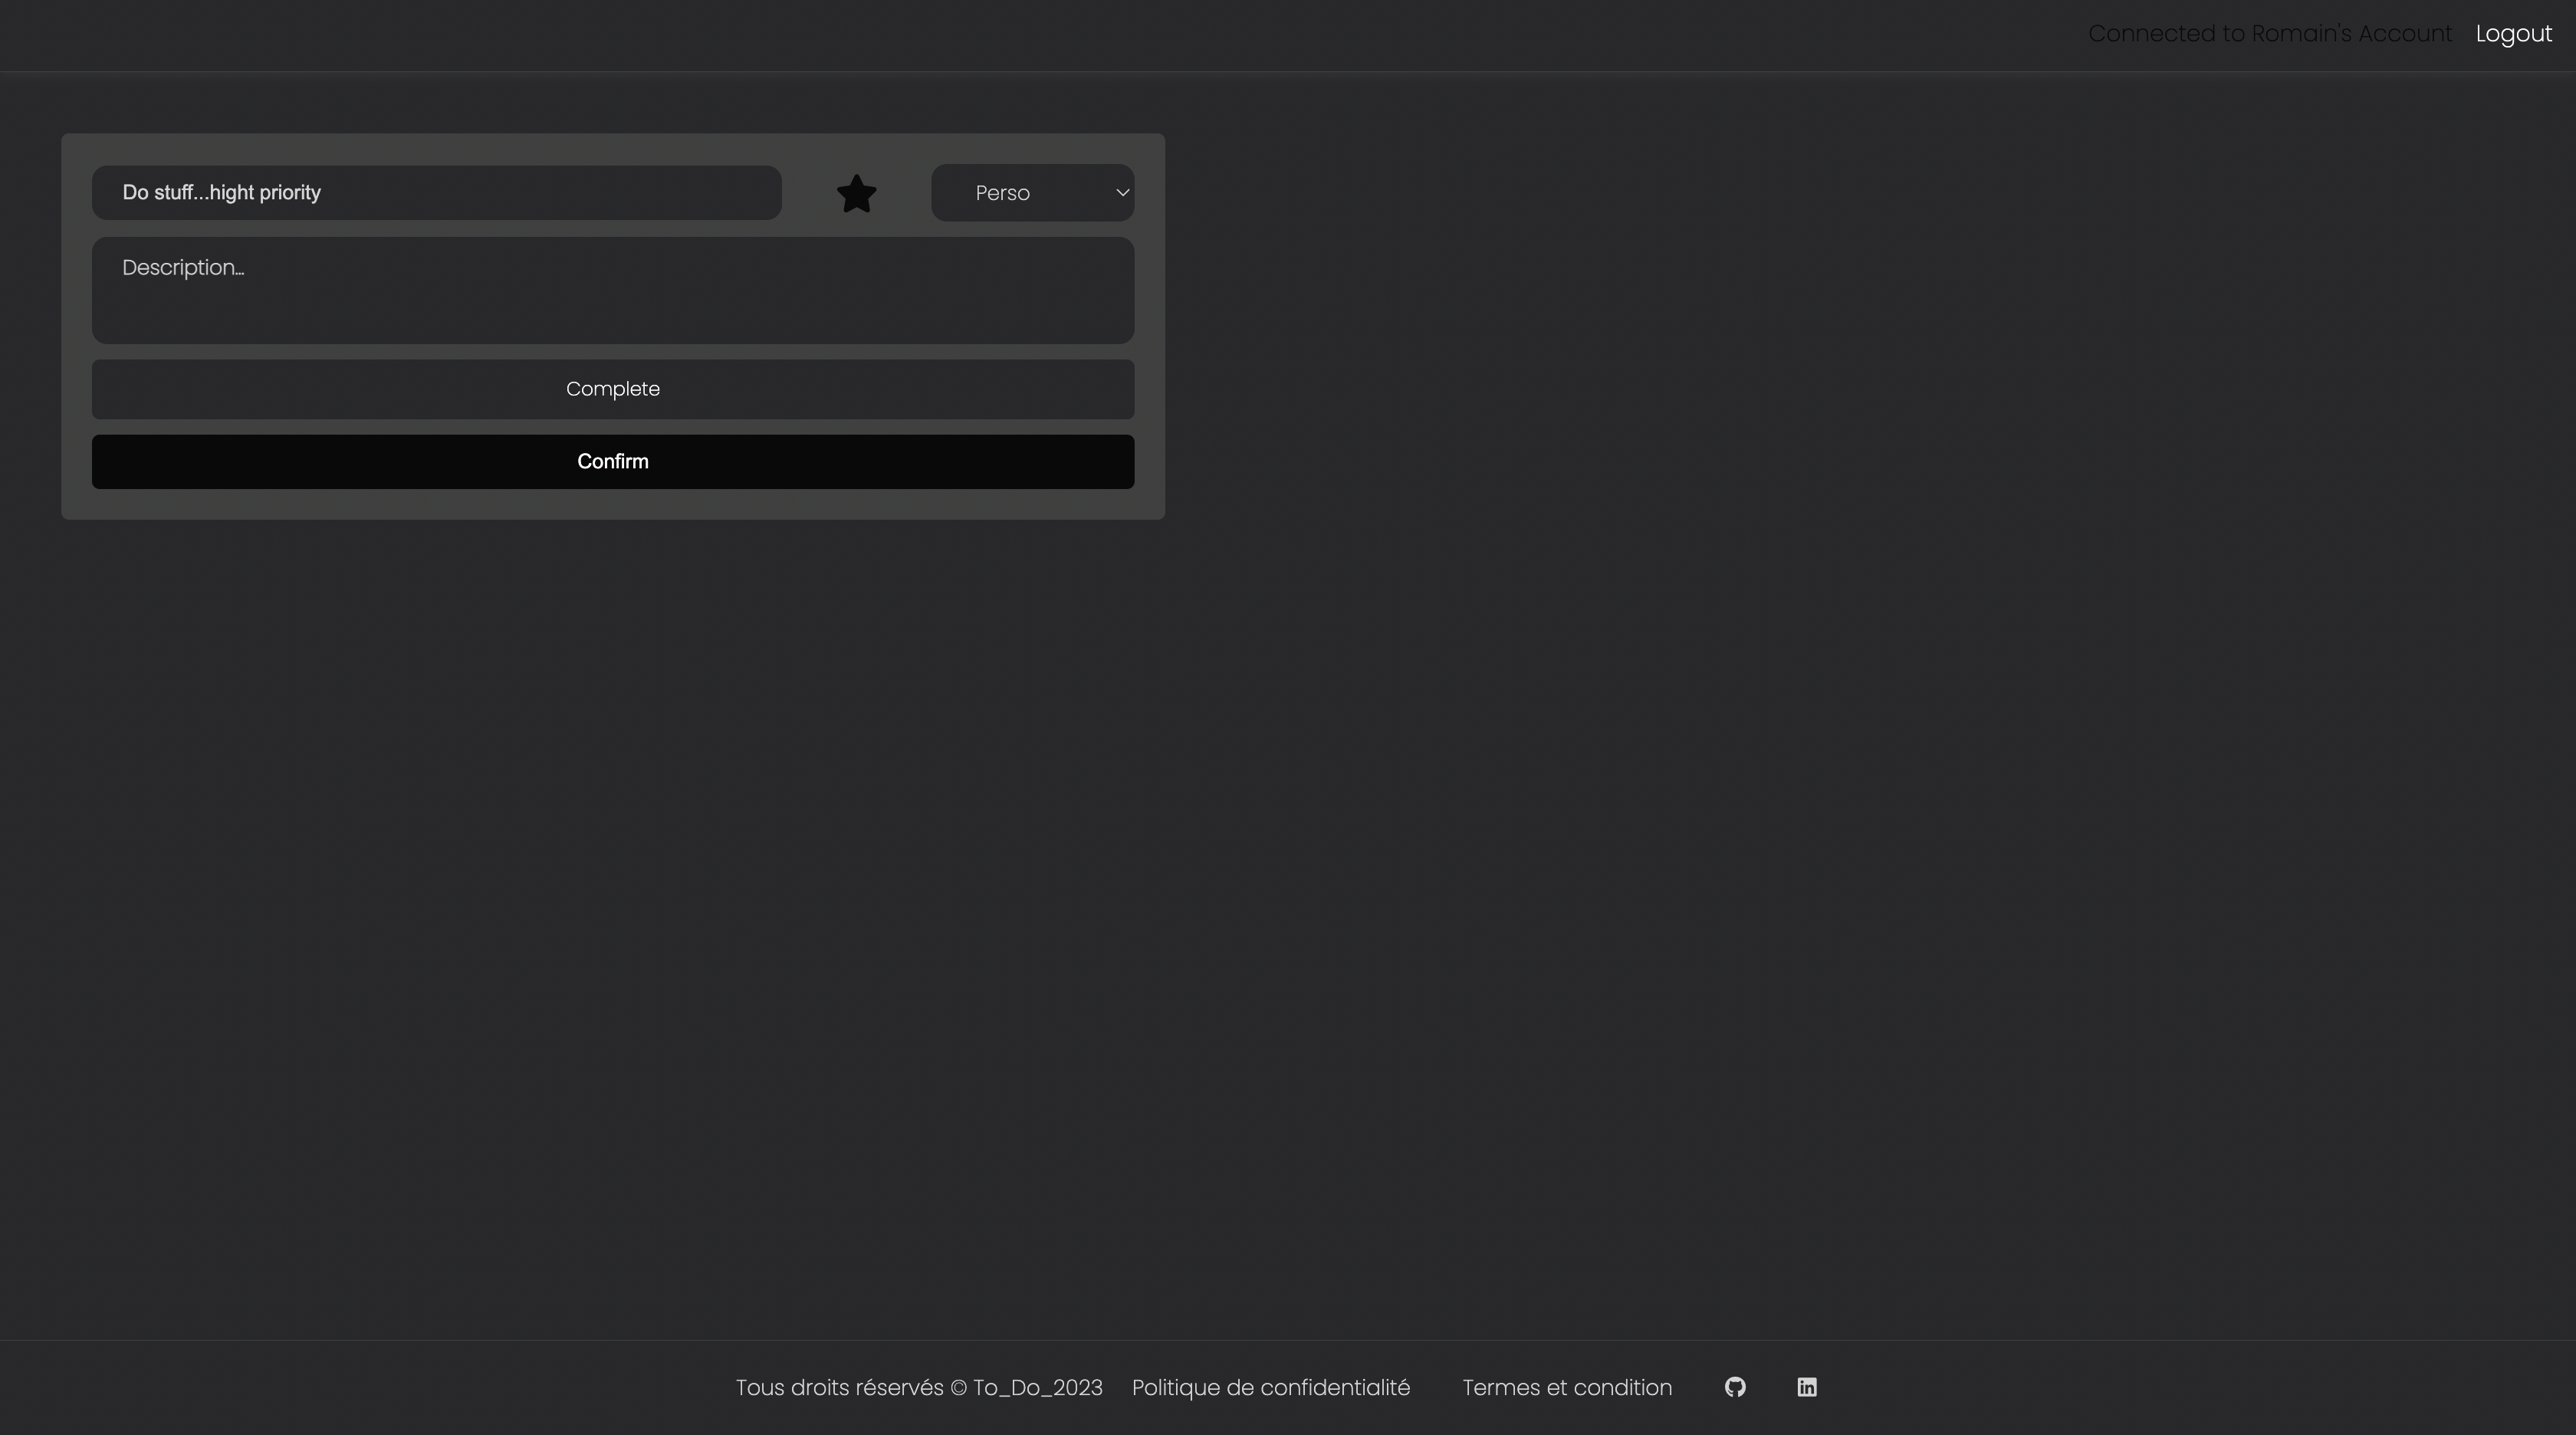 Connected to Romain's Account Logout
Do stuff...hight priority Perso
Description...
Complete
Confirm
Tous droits réservés © To_Do_2023 Politique de confidentialité Termes et condition